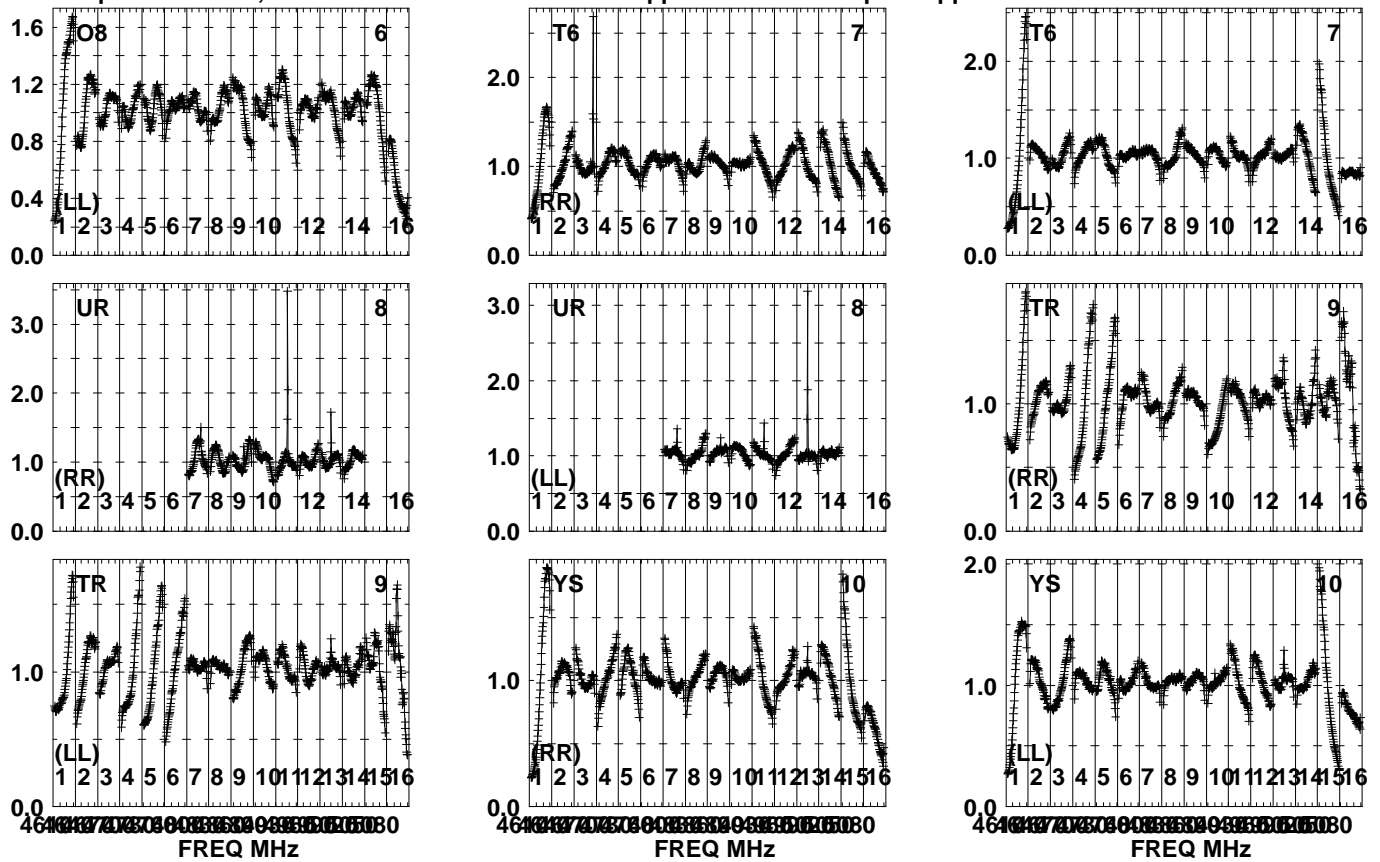 O8 6
T6 7
T6 7
1.6
1.2
0.8
0.4
0.0
2.0
1.0
0.0
2.0
1.0
0.0
(LL)
(RR)
(LL)
1 2 3 4 5 6 7 8 9 10 12 14 16
1 2 3 4 5 6 7 8 9 10 12 14 16
1 2 3 4 5 6 7 8 9 10 12 14 16
UR 8
UR 8
TR 9
3.0
2.0
1.0
0.0
3.0
2.0
1.0
0.0
1.0
0.0
(RR)
(LL)
(RR)
1 2 3 4 5 6 7 8 9 10 12 14 16
1 2 3 4 5 6 7 8 9 10 12 14 16
1 2 3 4 5 6 7 8 9 10 12 14 16
TR 9
YS 10
YS 10
1.0
0.0
1.0
0.0
2.0
1.0
0.0
(LL)
(RR)
(LL)
1 2 3 4 5 6 7 8 9 10 11 12 13 14 15 16
1 2 3 4 5 6 7 8 9 10 11 12 13 14 15 16
1 2 3 4 5 6 7 8 9 10 11 12 13 14 15 16
FREQ MHz
FREQ MHz
FREQ MHz